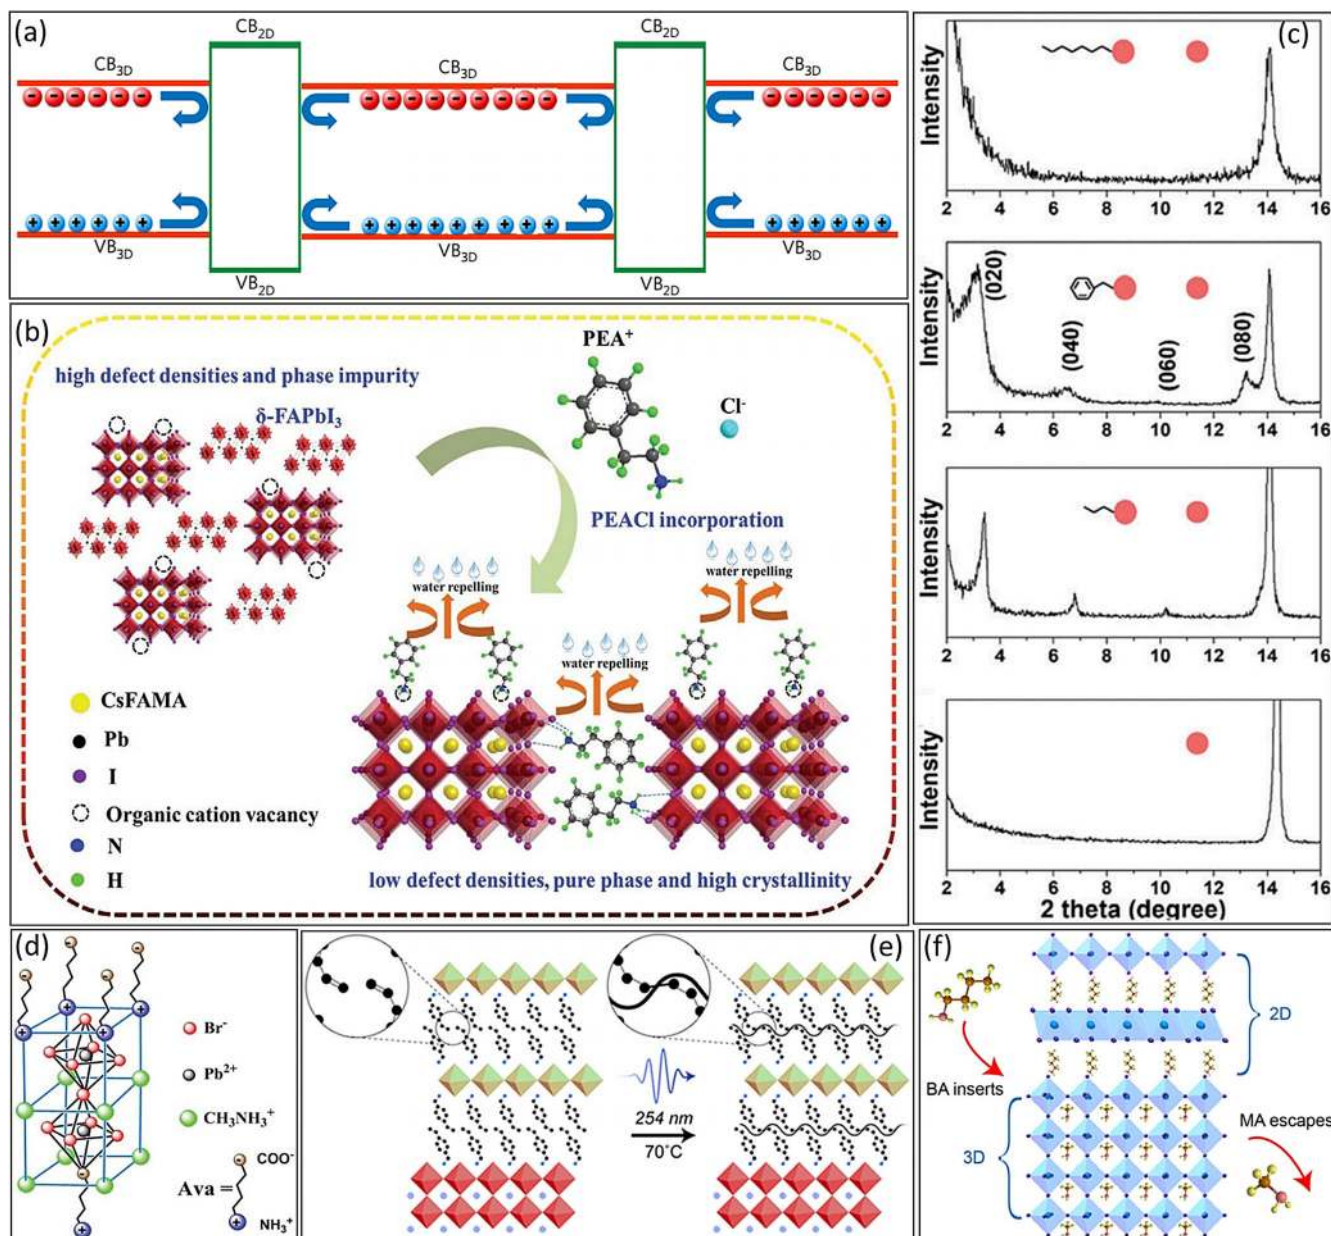 (a)
CB2D
CB2D
CB3D
CB3D
CB3D
VB3D
VB3D
VB3D
VB2D
VB2D
(b)
high defect densities and phase impurity
δ-FAPbI3
PEA+
Cl-
PEACl incorporation
water repelling
water repelling
water repelling
CsFAMA
Pb
I
Organic cation vacancy
N
H
low defect densities, pure phase and high crystallinity
(c)
Intensity
2 4 6 8 10 12 14 16
Intensity
(020)
(040)
(060)
(080)
2 4 6 8 10 12 14 16
Intensity
2 4 6 8 10 12 14 16
Intensity
2 4 6 8 10 12 14 16
2 theta (degree)
(d)
Br-
Pb2+
CH3NH3+
COO-
Ava =
NH3+
(e)
254 nm
70°C
(f)
2D
BA inserts
3D
MA escapes